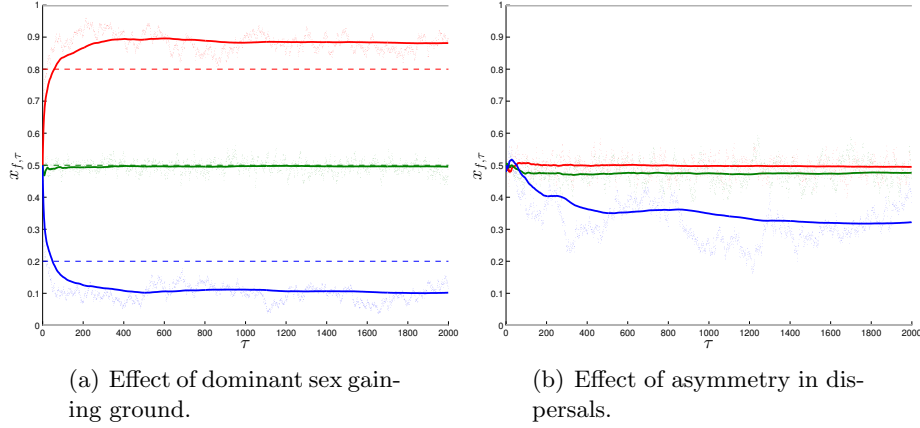 1
0.9
0.8
0.7
0.6
0.5
0.4
0.3
0.2
0.1
0
x_{f,τ}
0 200 400 600 800 1000 1200 1400 1600 1800 2000
τ
(a) Effect of dominant sex gain-
ing ground.
1
0.9
0.8
0.7
0.6
0.5
0.4
0.3
0.2
0.1
0
x_{f,τ}
0 200 400 600 800 1000 1200 1400 1600 1800 2000
τ
(b) Effect of asymmetry in dis-
persals.